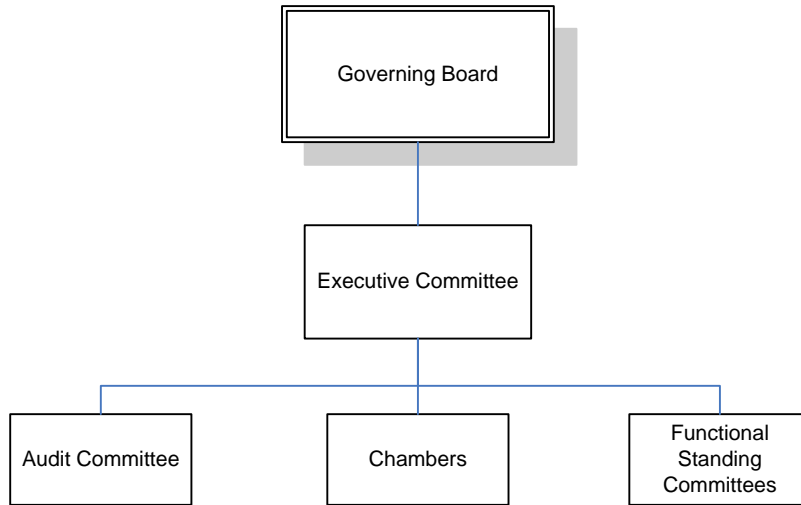 Governing Board
Executive Committee
Audit Committee
Chambers
Functional
Standing
Committees